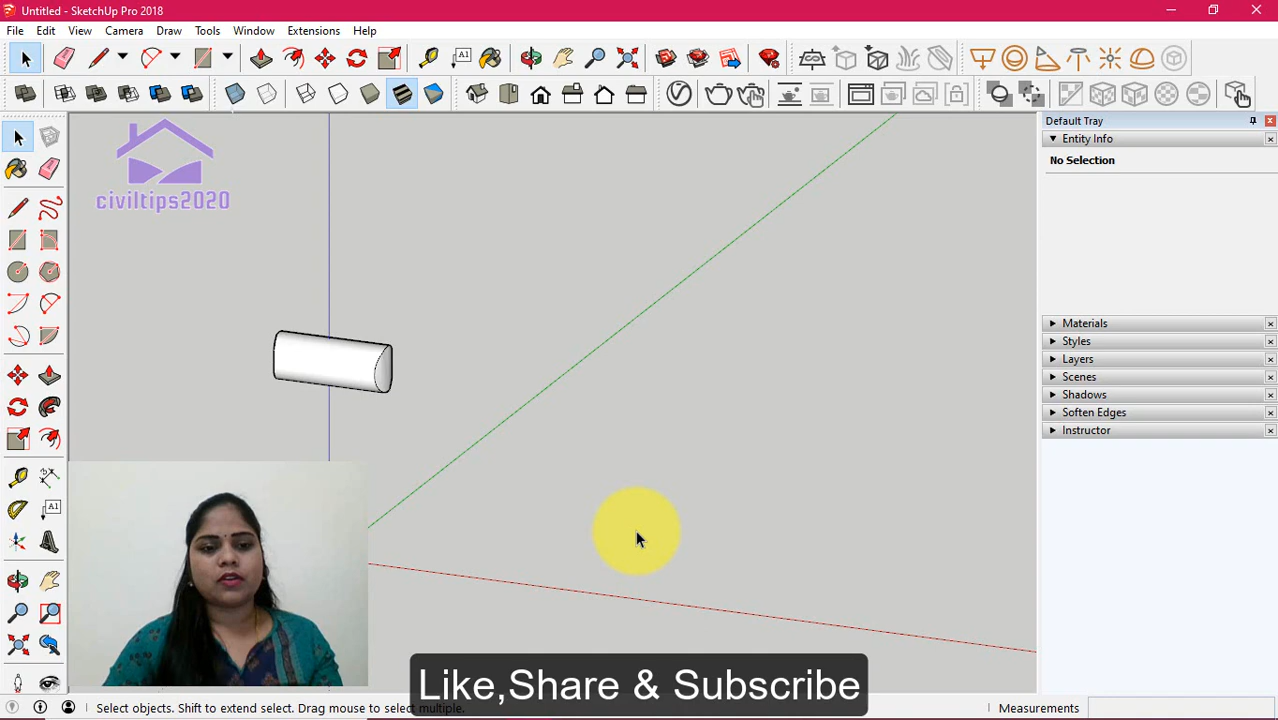 Untitled - SketchUp Pro 2018
File Edit View Camera Draw Tools Window Extensions Help
A1
civiltips2020
Default Tray
Entity Info
No Selection
Materials
Styles
Layers
Scenes
Shadows
Soften Edges
Instructor
A1
Like,Share & Subscribe
Select objects. Shift to extend select. Drag mouse to select multiple.
Measurements